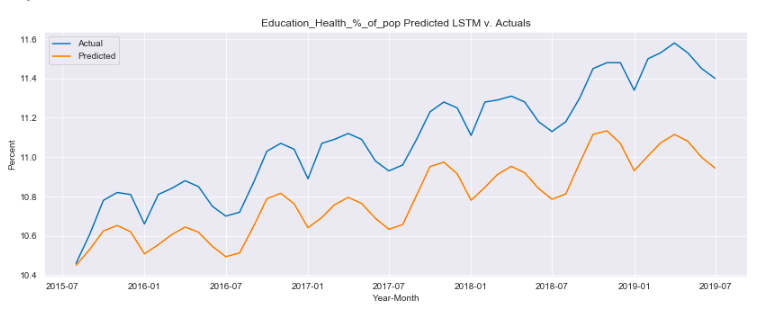 Education_Health_%_of_pop Predicted LSTM v. Actuals
Actual
Predicted
Percent
11.6
11.4
11.2
11.0
10.8
10.6
10.4
2015-07 2016-01 2016-07 2017-01 2017-07 2018-01 2018-07 2019-01 2019-07
Year-Month